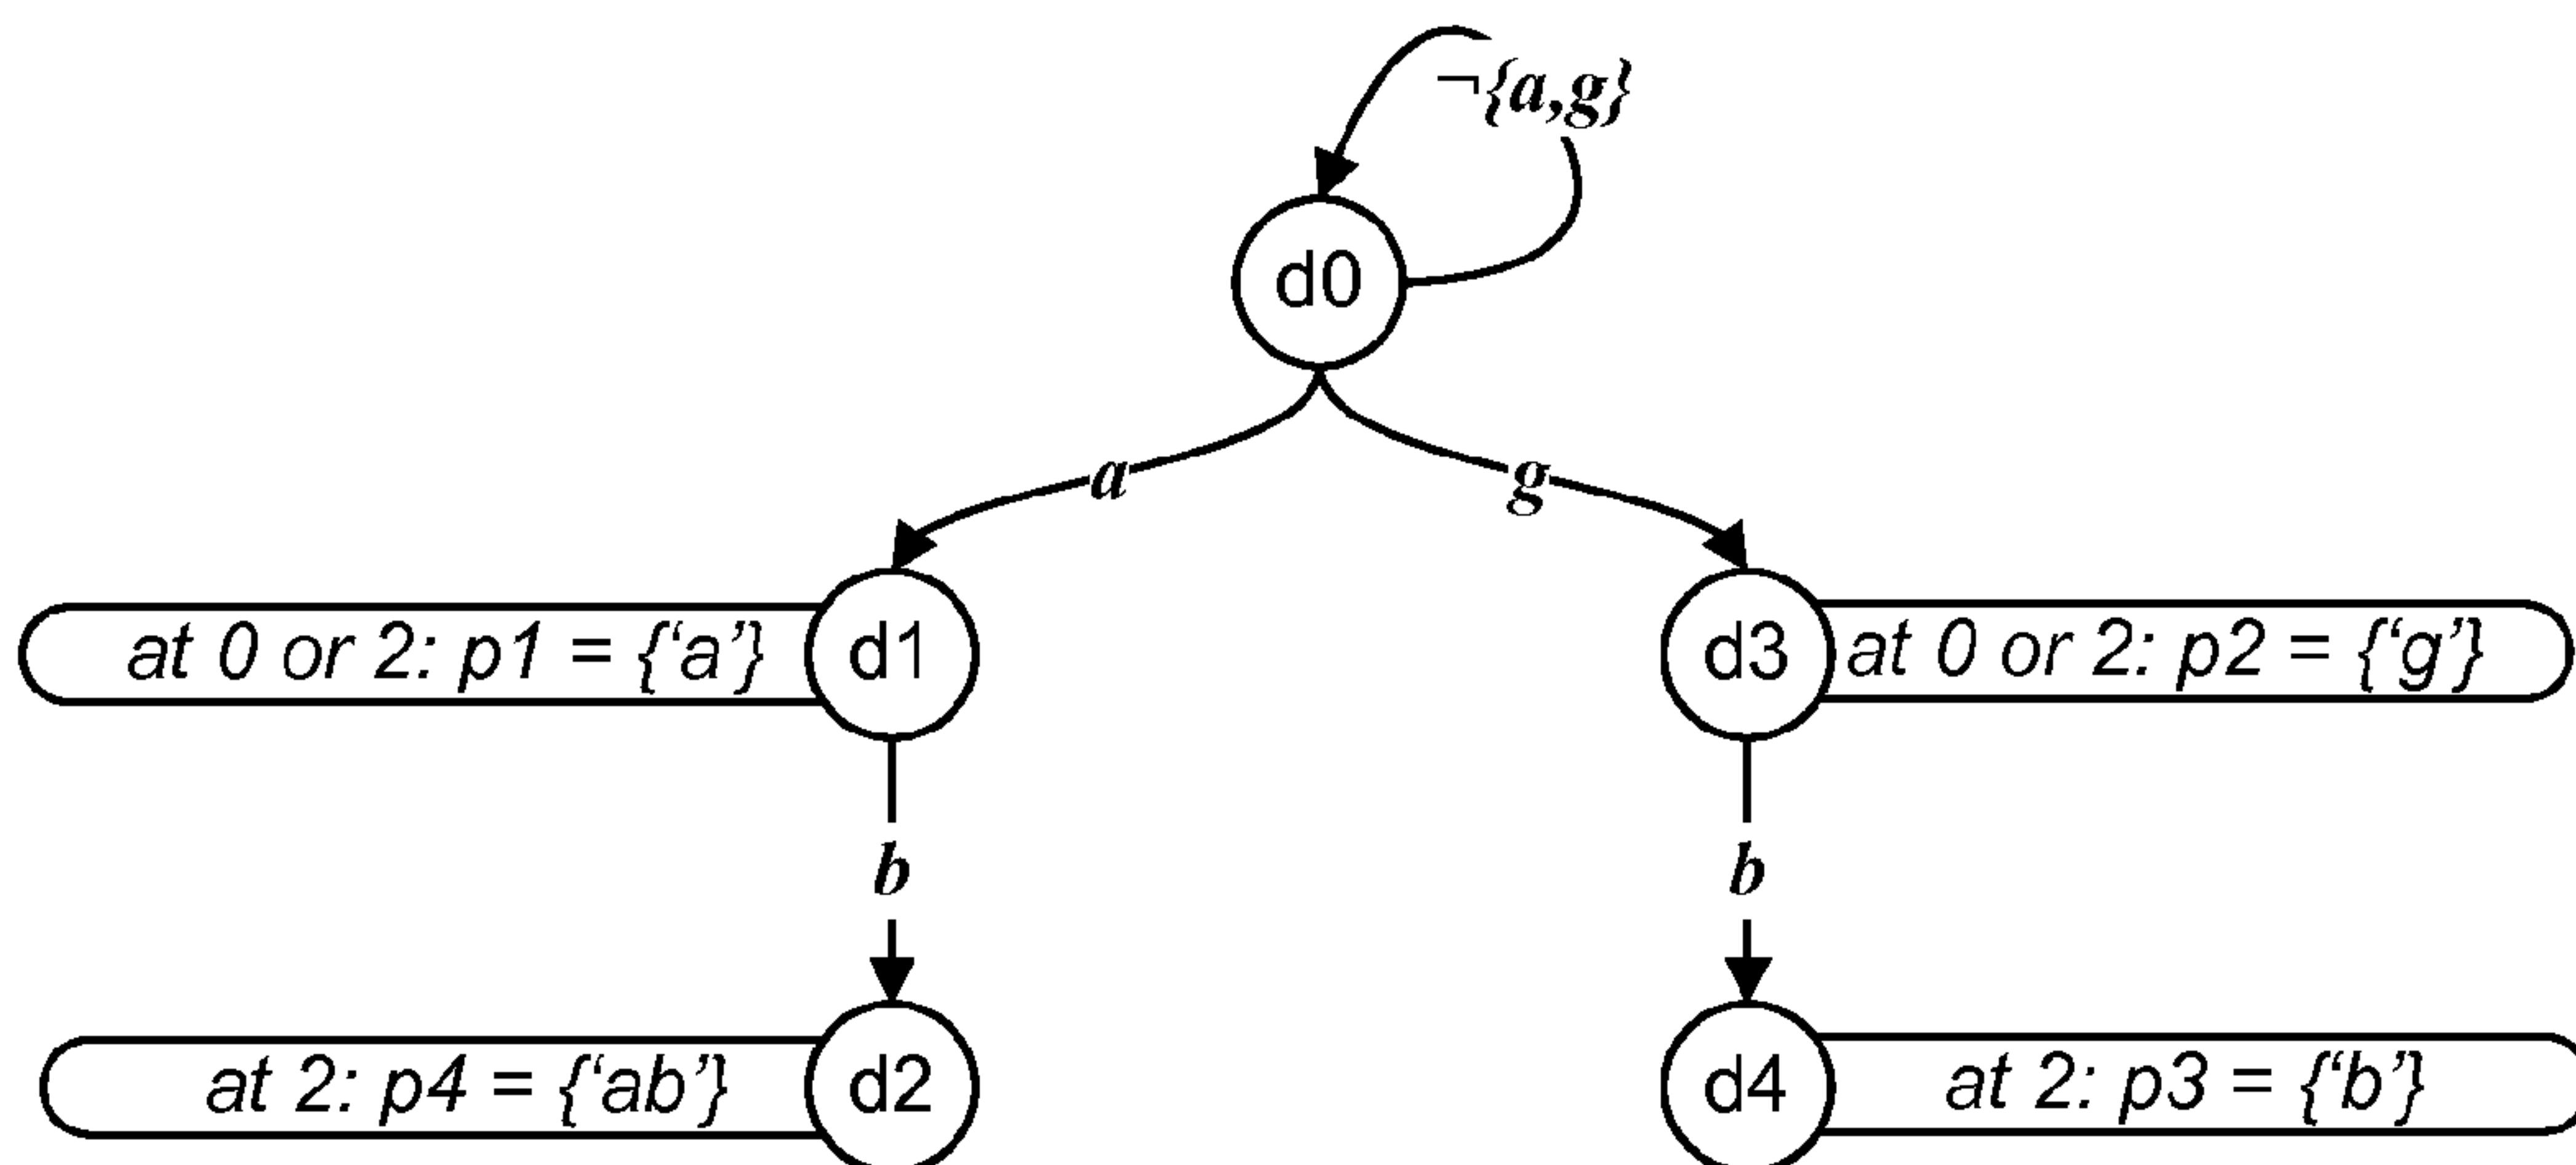 ¬{a,g}
d0
a
g
at 0 or 2: p1 = {‘a’}
d1
d3
at 0 or 2: p2 = {‘g’}
b
b
at 2: p4 = {‘ab’}
d2
d4
at 2: p3 = {‘b’}